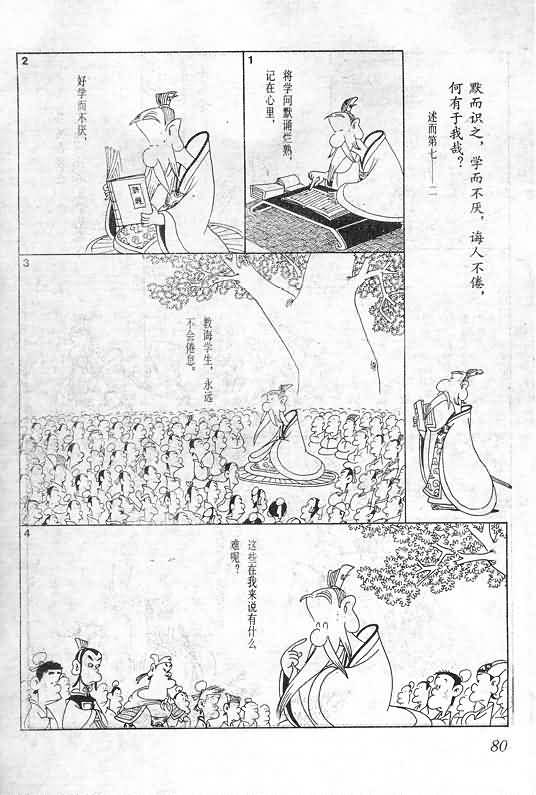 默而识之，学而不厌，诲人不倦，
何有于我哉？
述而第七——二
1
将学问默诵烂熟，
记在心里，
2
好学而不厌，
3
教诲学生，永远
不会倦怠。
4
这些在我来说有什么
难呢？
80